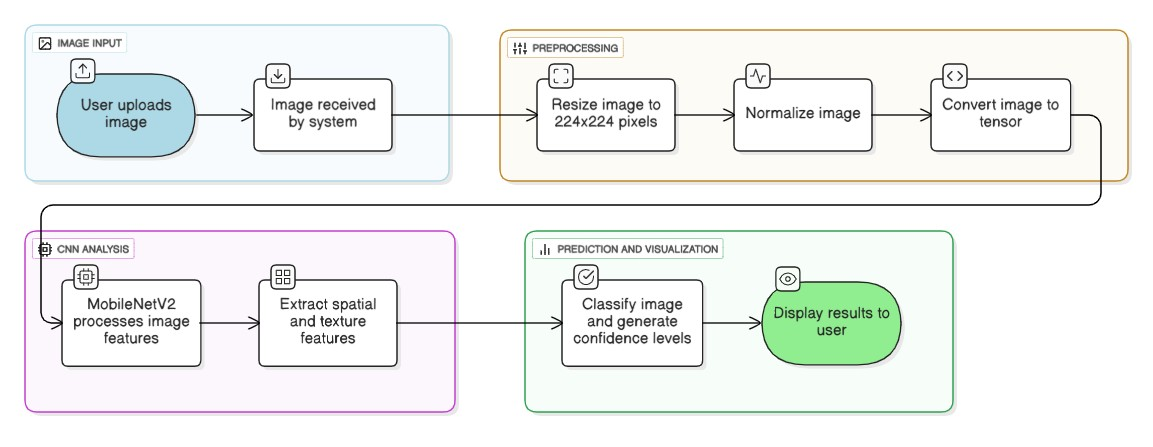 IMAGE INPUT
User uploads
image
Image received
by system
PREPROCESSING
Resize image to
224x224 pixels
Normalize image
Convert image to
tensor
CNN ANALYSIS
MobileNetV2
processes image
features
Extract spatial
and texture
features
PREDICTION AND VISUALIZATION
Classify image
and generate
confidence levels
Display results to
user